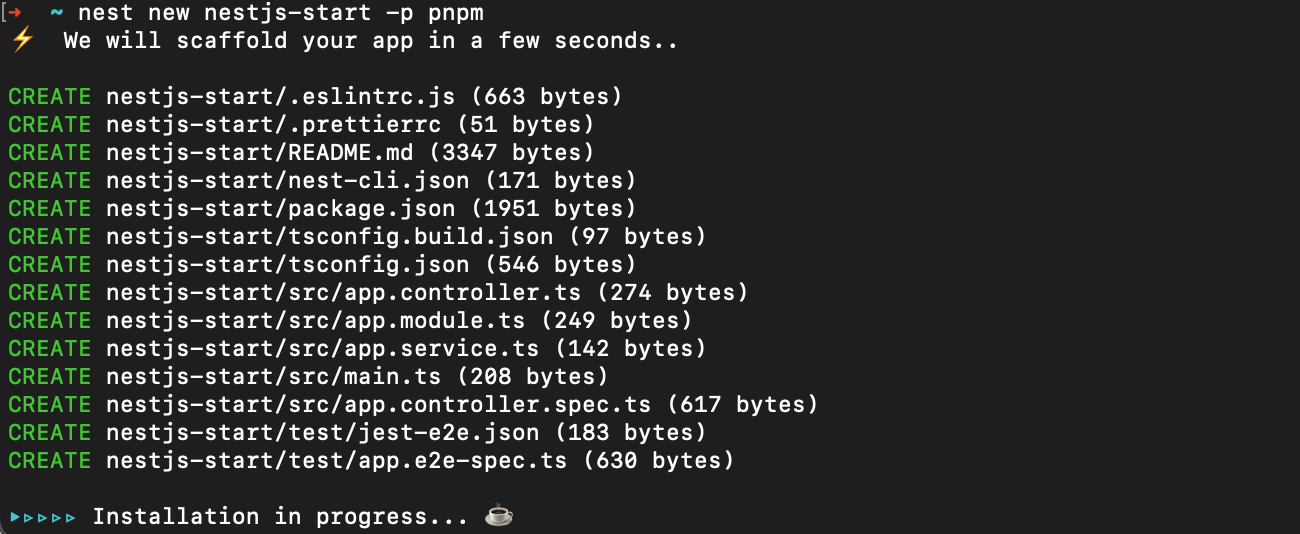 [→ ~ nest new nestjs-start -p pnpm
⚡ We will scaffold your app in a few seconds..
CREATE nestjs-start/.eslintrc.js (663 bytes)
CREATE nestjs-start/.prettierrc (51 bytes)
CREATE nestjs-start/README.md (3347 bytes)
CREATE nestjs-start/nest-cli.json (171 bytes)
CREATE nestjs-start/package.json (1951 bytes)
CREATE nestjs-start/tsconfig.build.json (97 bytes)
CREATE nestjs-start/tsconfig.json (546 bytes)
CREATE nestjs-start/src/app.controller.ts (274 bytes)
CREATE nestjs-start/src/app.module.ts (249 bytes)
CREATE nestjs-start/src/app.service.ts (142 bytes)
CREATE nestjs-start/src/main.ts (208 bytes)
CREATE nestjs-start/src/app.controller.spec.ts (617 bytes)
CREATE nestjs-start/test/jest-e2e.json (183 bytes)
CREATE nestjs-start/test/app.e2e-spec.ts (630 bytes)
▸▹▹▹▹ Installation in progress... ☕